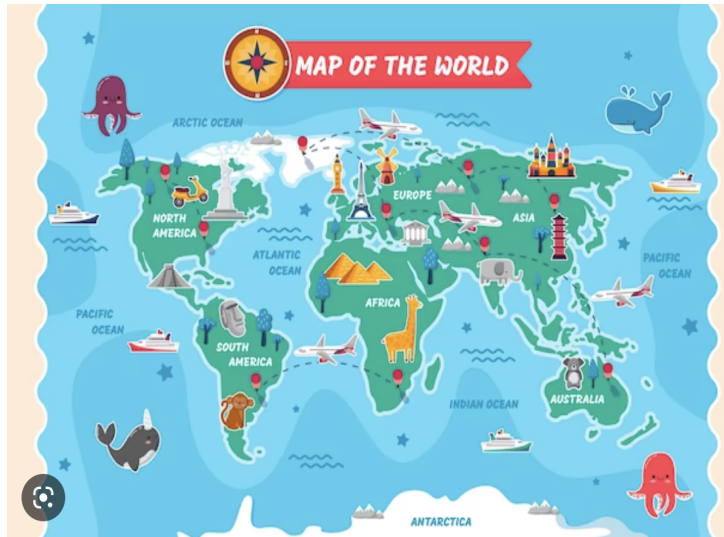 MAP OF THE WORLD
ARCTIC OCEAN
EUROPE
NORTH
AMERICA
ASIA
ATLANTIC
OCEAN
PACIFIC
OCEAN
AFRICA
PACIFIC
OCEAN
SOUTH
AMERICA
INDIAN OCEAN
AUSTRALIA
ANTARCTICA